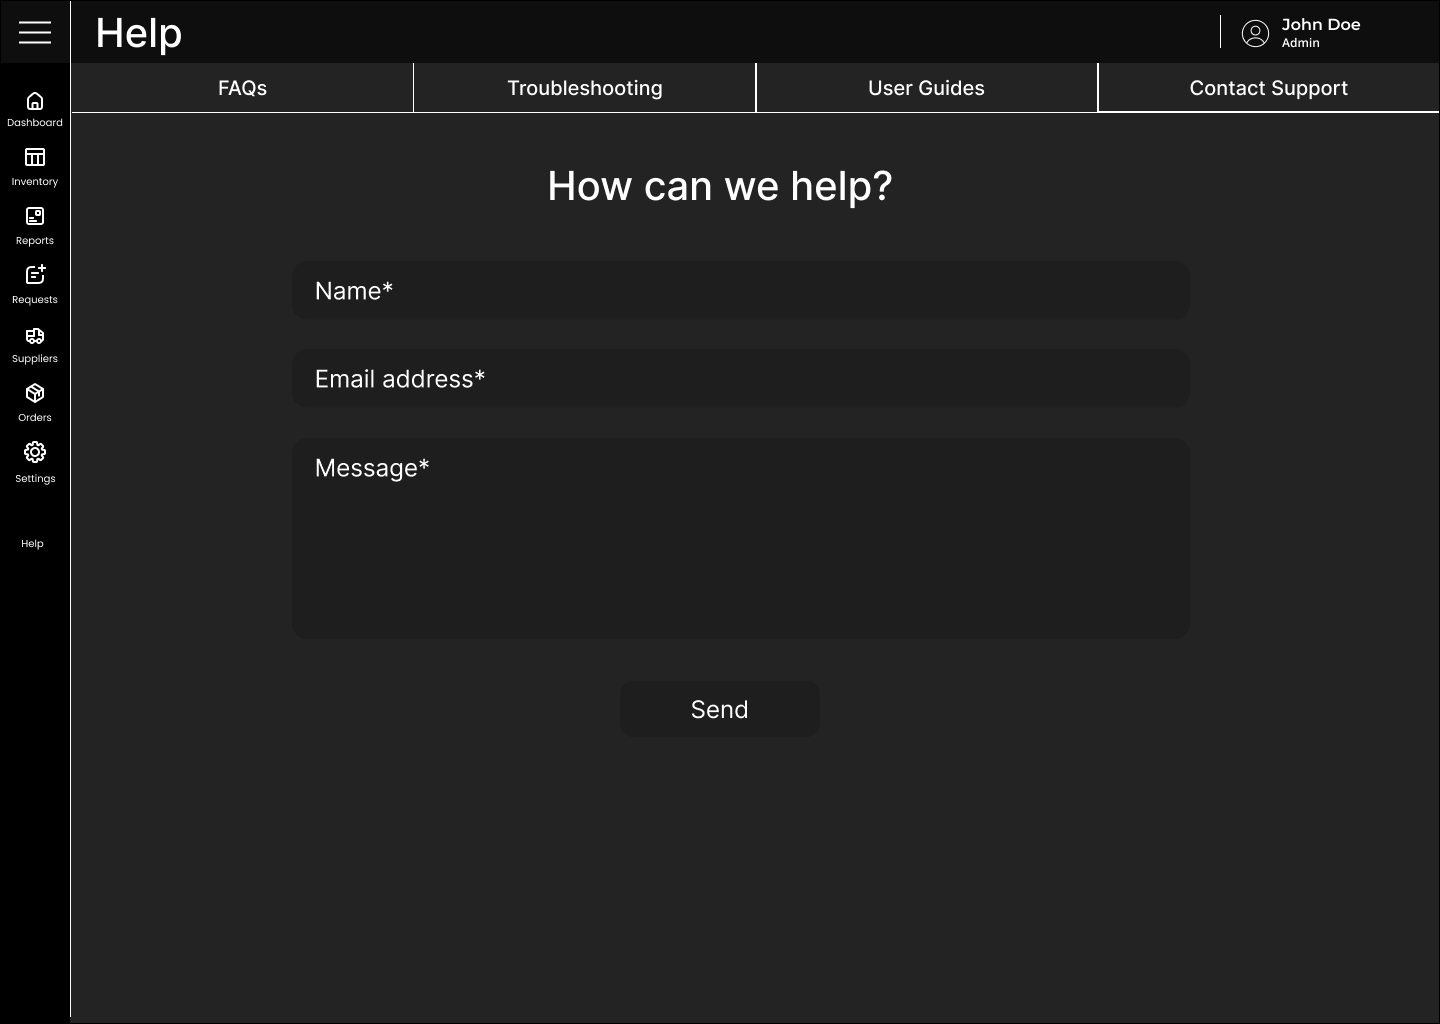 Help
John Doe
Admin
FAQs
Troubleshooting
User Guides
Contact Support
Dashboard
Inventory
Reports
Requests
Suppliers
Orders
Settings
Help
How can we help?
Name*
Email address*
Message*
Send